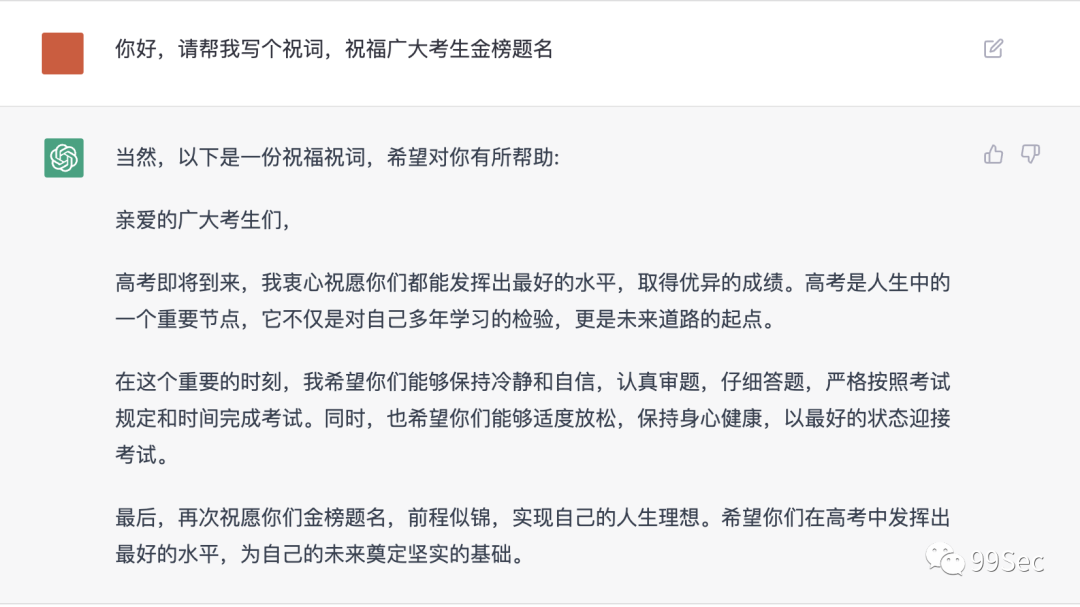 你好，请帮我写个祝词，祝福广大考生金榜题名
当然，以下是一份祝福祝词，希望对你有所帮助:
亲爱的广大考生们，
高考即将到来，我衷心祝愿你们都能发挥出最好的水平，取得优异的成绩。高考是人生中的
一个重要节点，它不仅是对自己多年学习的检验，更是未来道路的起点。
在这个重要的时刻，我希望你们能够保持冷静和自信，认真审题，仔细答题，严格按照考试
规定和时间完成考试。同时，也希望你们能够适度放松，保持身心健康，以最好的状态迎接
考试。
最后，再次祝愿你们金榜题名，前程似锦，实现自己的人生理想。希望你们在高考中发挥出
最好的水平，为自己的未来奠定坚实的基础。
99Sec